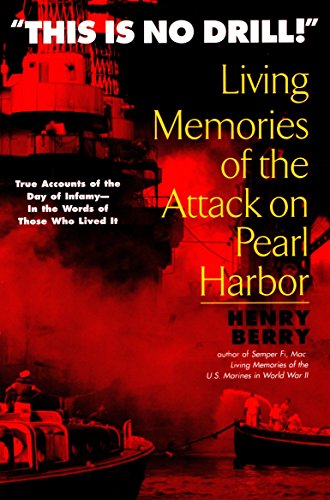 "THIS IS NO DRILL!"
Living
Memories
of the
Attack on
Pearl
Harbor
True Accounts of the
Day of Infamy—
In the Words of
Those Who Lived It
HENRY
BERRY
author of Semper Fi, Mac
Living Memories of the
U.S. Marines in World War II